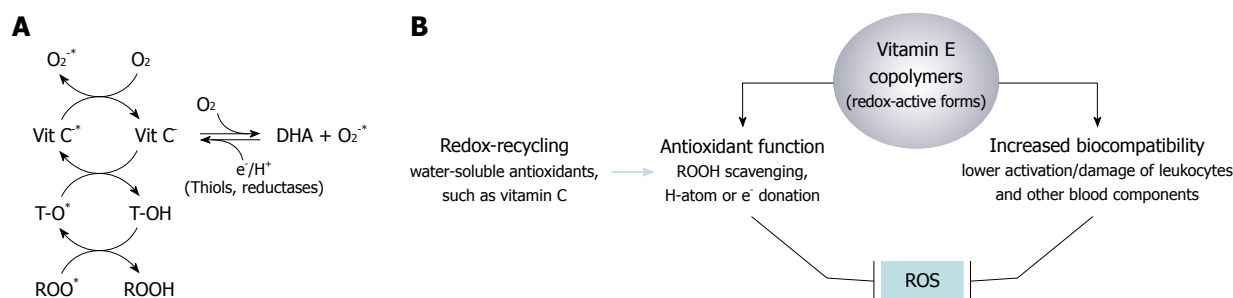 A
O₂⁻* O₂
Vit C⁻* Vit C⁻
O₂
DHA + O₂⁻*
e⁻/H⁺
(Thiols, reductases)
T-O* T-OH
ROO* ROOH
B
Vitamin E
copolymers
(redox-active forms)
Redox-recycling
water-soluble antioxidants,
such as vitamin C
Antioxidant function
ROOH scavenging,
H-atom or e⁻ donation
Increased biocompatibility
lower activation/damage of leukocytes
and other blood components
ROS